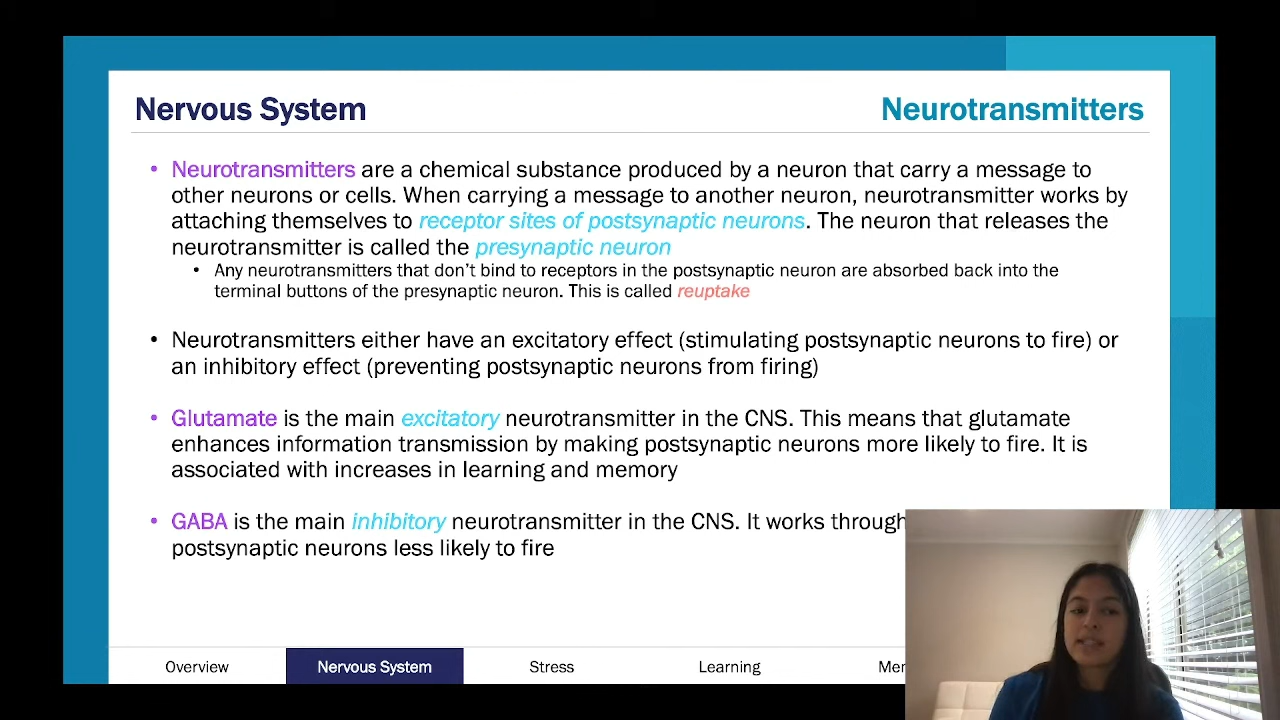 Nervous System
Neurotransmitters
• Neurotransmitters are a chemical substance produced by a neuron that carry a message to
other neurons or cells. When carrying a message to another neuron, neurotransmitter works by
attaching themselves to receptor sites of postsynaptic neurons. The neuron that releases the
neurotransmitter is called the presynaptic neuron
• Any neurotransmitters that don’t bind to receptors in the postsynaptic neuron are absorbed back into the
terminal buttons of the presynaptic neuron. This is called reuptake
• Neurotransmitters either have an excitatory effect (stimulating postsynaptic neurons to fire) or
an inhibitory effect (preventing postsynaptic neurons from firing)
• Glutamate is the main excitatory neurotransmitter in the CNS. This means that glutamate
enhances information transmission by making postsynaptic neurons more likely to fire. It is
associated with increases in learning and memory
• GABA is the main inhibitory neurotransmitter in the CNS. It works through
postsynaptic neurons less likely to fire
Overview
Nervous System
Stress
Learning